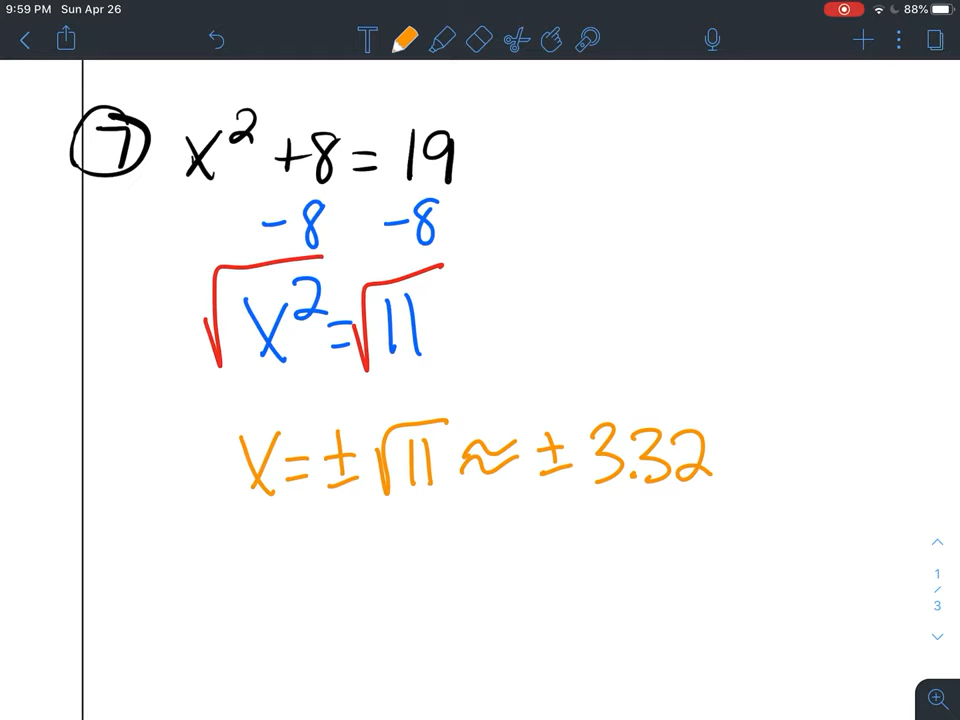 9:59 PM Sun Apr 26 88%
T
7 x² +8 = 19
-8 -8
√x² = √11
x = ± √11 ≈ ± 3.32
1
/
3